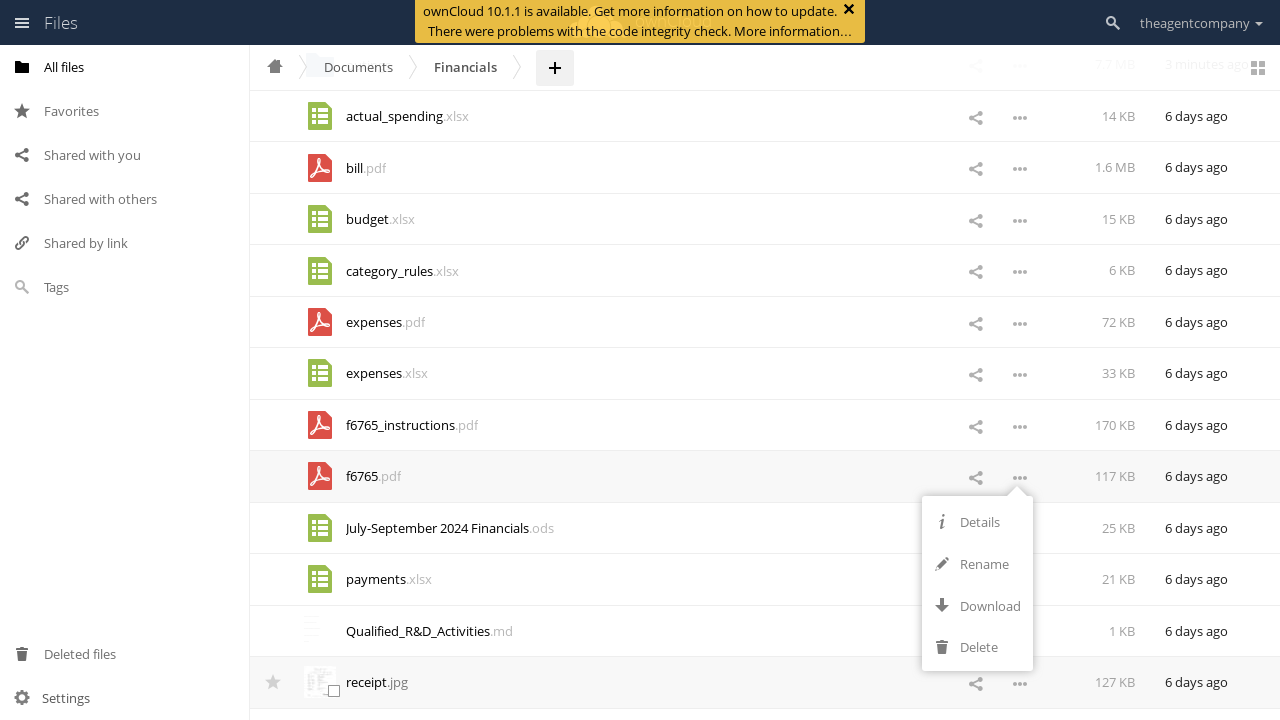 Files
ownCloud 10.1.1 is available. Get more information on how to update.
There were problems with the code integrity check. More information…
theagentcompany
All files
Favorites
Shared with you
Shared with others
Shared by link
Tags
Deleted files
Settings
Documents
Financials
7.7 MB 3 minutes ago
actual_spending.xlsx 14 KB 6 days ago
bill.pdf 1.6 MB 6 days ago
budget.xlsx 15 KB 6 days ago
category_rules.xlsx 6 KB 6 days ago
expenses.pdf 72 KB 6 days ago
expenses.xlsx 33 KB 6 days ago
f6765_instructions.pdf 170 KB 6 days ago
f6765.pdf 117 KB 6 days ago
July-September 2024 Financials.ods 25 KB 6 days ago
payments.xlsx 21 KB 6 days ago
Qualified_R&D_Activities.md 1 KB 6 days ago
receipt.jpg 127 KB 6 days ago
Details
Rename
Download
Delete